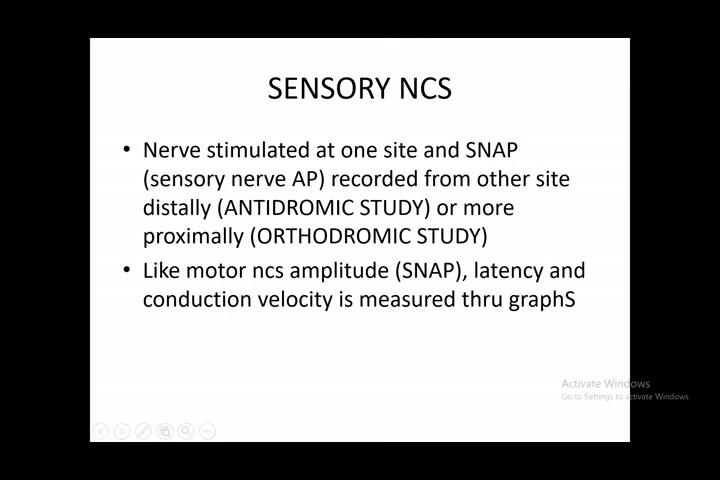 SENSORY NCS
• Nerve stimulated at one site and SNAP
(sensory nerve AP) recorded from other site
distally (ANTIDROMIC STUDY) or more
proximally (ORTHODROMIC STUDY)
• Like motor ncs amplitude (SNAP), latency and
conduction velocity is measured thru graphS
Activate Windows
Go to Settings to activate Windows.